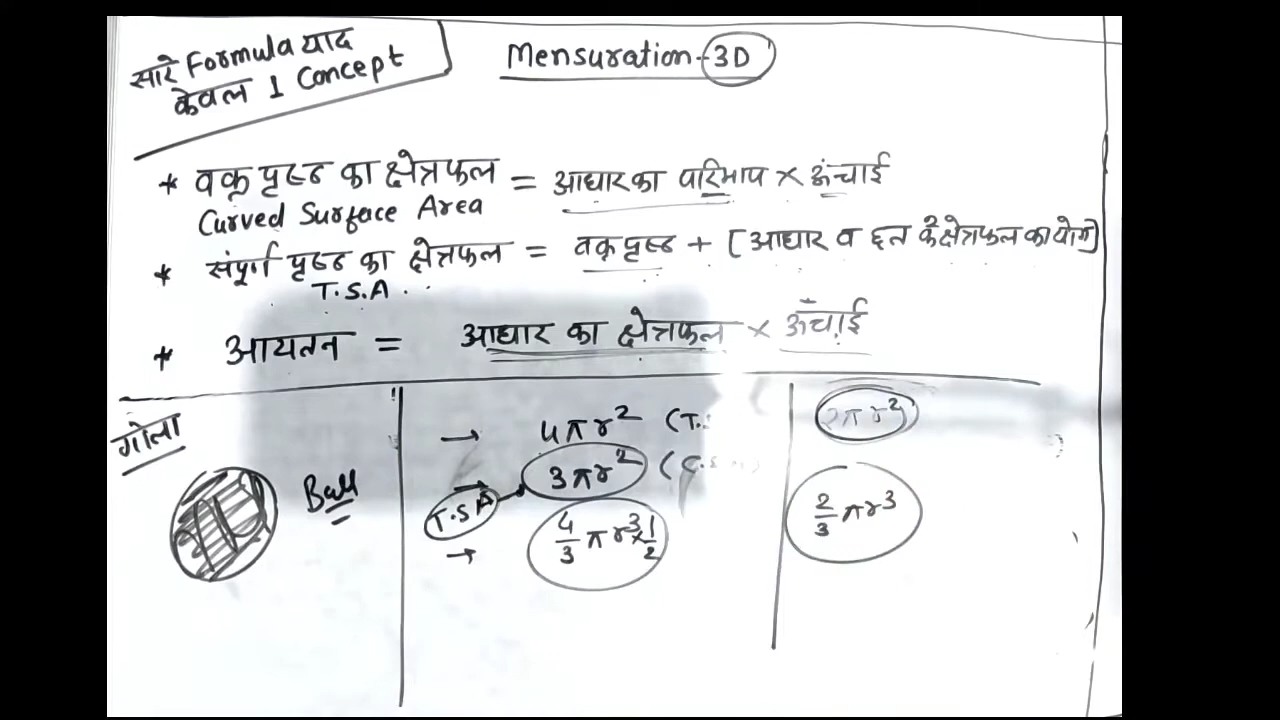 सारे Formula याद
केवल 1 Concept
Mensuration - 3D
* वक्र पृष्ठ का क्षेत्रफल = आधार का परिमाप × ऊंचाई
Curved Surface Area
* संपूर्ण पृष्ठ का क्षेत्रफल = वक्र पृष्ठ + [आधार व छत के क्षेत्रफल का योग]
T.S.A
* आयतन = आधार का क्षेत्रफल × ऊँचाई
गोला
Ball
→ 4πr² (T.S
→ 3πr² (C.S
T.S.A
→ 4/3 πr³ × 1/2
2πr²
2/3 πr³